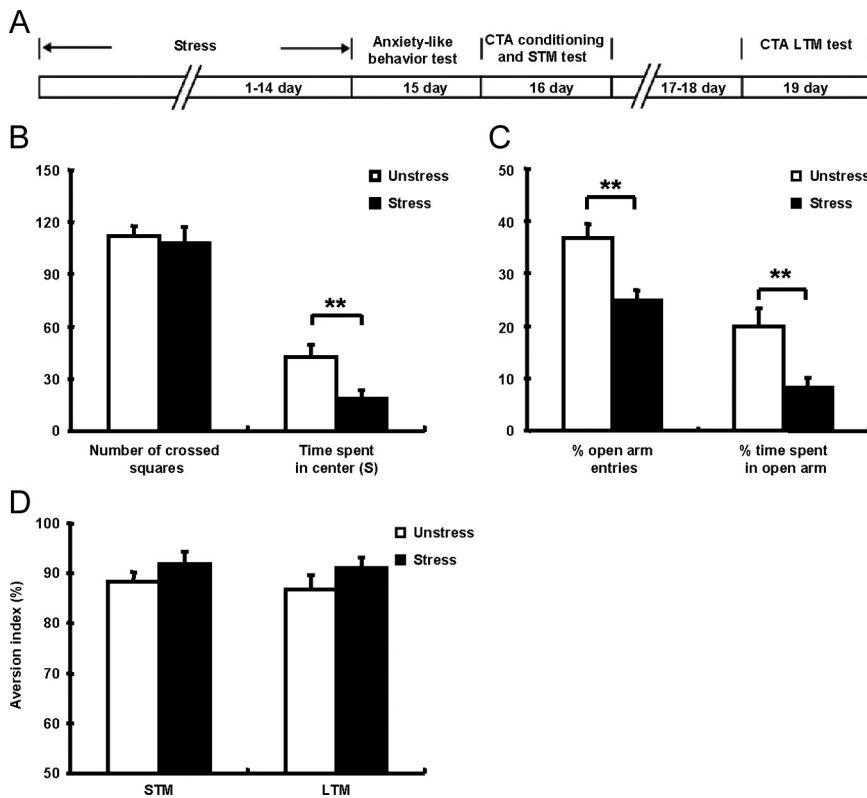 A
Stress
Anxiety-like
behavior test
CTA conditioning
and STM test
CTA LTM test
1-14 day
15 day
16 day
17-18 day
19 day
B
150
120
90
60
30
0
Unstress
Stress
**
Number of crossed
squares
Time spent
in center (S)
C
50
40
30
20
10
0
Unstress
Stress
**
**
% open arm
entries
% time spent
in open arm
D
Aversion index (%)
100
90
80
70
60
50
Unstress
Stress
STM
LTM